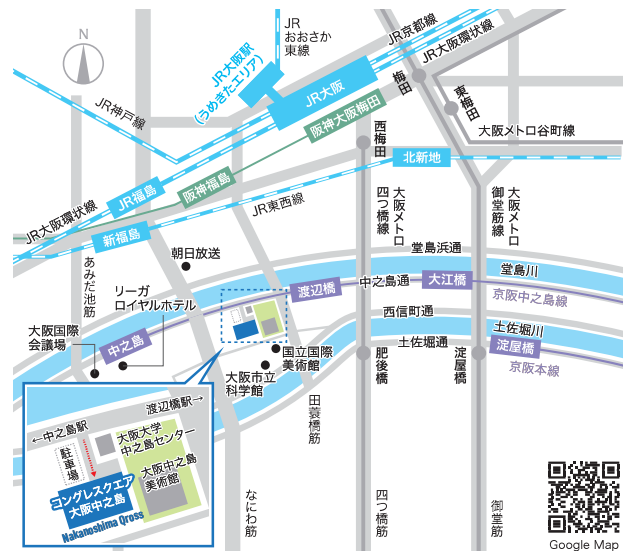 N
JR
おおさか
東線
JR京都線
JR大阪環状線
JR大阪駅
(うめきたエリア)
JR大阪
梅田
東梅田
JR神戸線
阪神大阪梅田
西梅田
大阪メトロ谷町線
北新地
阪神福島
JR福島
JR東西線
大阪メトロ
四つ橋線
大阪メトロ
御堂筋線
JR大阪環状線
新福島
朝日放送
堂島浜通
あみだ池筋
リーガ
ロイヤルホテル
渡辺橋
中之島通
大江橋
堂島川
京阪中之島線
大阪国際
会議場
中之島
西信町通
土佐堀川
土佐堀通
国立国際
美術館
肥後橋
淀屋橋
淀屋橋
京阪本線
大阪市立
科学館
田蓑橋筋
渡辺橋駅→
←中之島駅
大阪大学
中之島センター
駐車場
大阪中之島
美術館
コングレスクエア
大阪中之島
Nakanoshima Qross
なにわ筋
四つ橋筋
御堂筋
Google Map